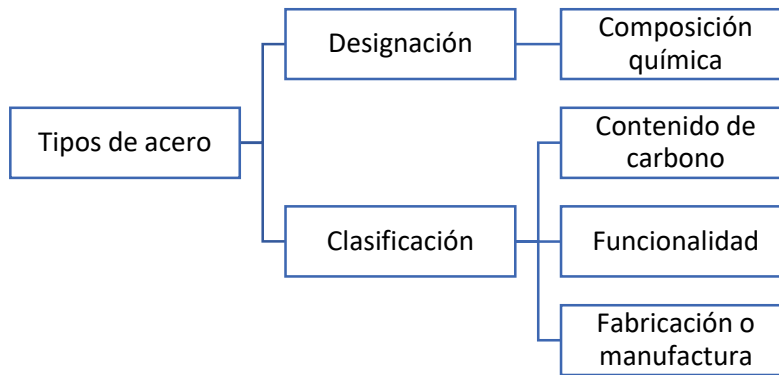 Tipos de acero
Designación
Composición
química
Clasificación
Contenido de
carbono
Funcionalidad
Fabricación o
manufactura